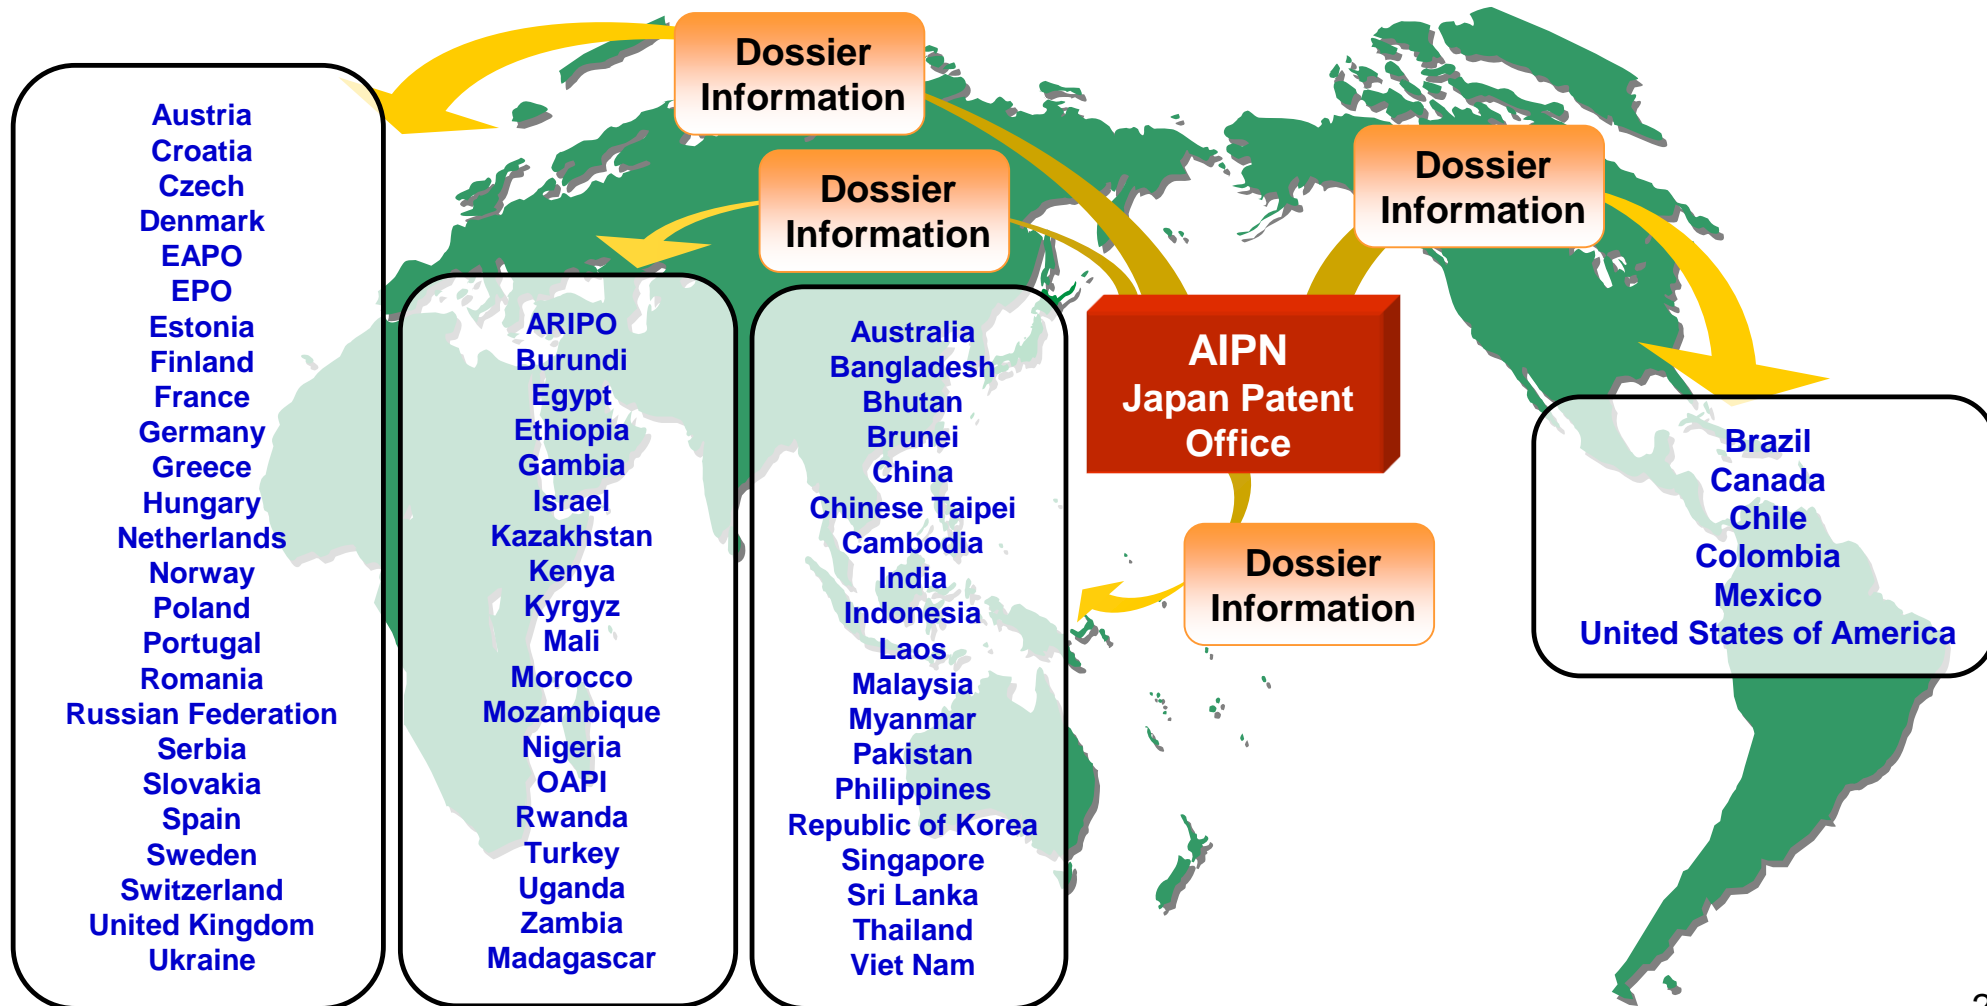 Dossier
Information
Dossier
Information
Dossier
Information
AIPN
Japan Patent
Office
Dossier
Information
Austria
Croatia
Czech
Denmark
EAPO
EPO
Estonia
Finland
France
Germany
Greece
Hungary
Netherlands
Norway
Poland
Portugal
Romania
Russian Federation
Serbia
Slovakia
Spain
Sweden
Switzerland
United Kingdom
Ukraine
ARIPO
Burundi
Egypt
Ethiopia
Gambia
Israel
Kazakhstan
Kenya
Kyrgyz
Mali
Morocco
Mozambique
Nigeria
OAPI
Rwanda
Turkey
Uganda
Zambia
Madagascar
Australia
Bangladesh
Bhutan
Brunei
China
Chinese Taipei
Cambodia
India
Indonesia
Laos
Malaysia
Myanmar
Pakistan
Philippines
Republic of Korea
Singapore
Sri Lanka
Thailand
Viet Nam
Brazil
Canada
Chile
Colombia
Mexico
United States of America